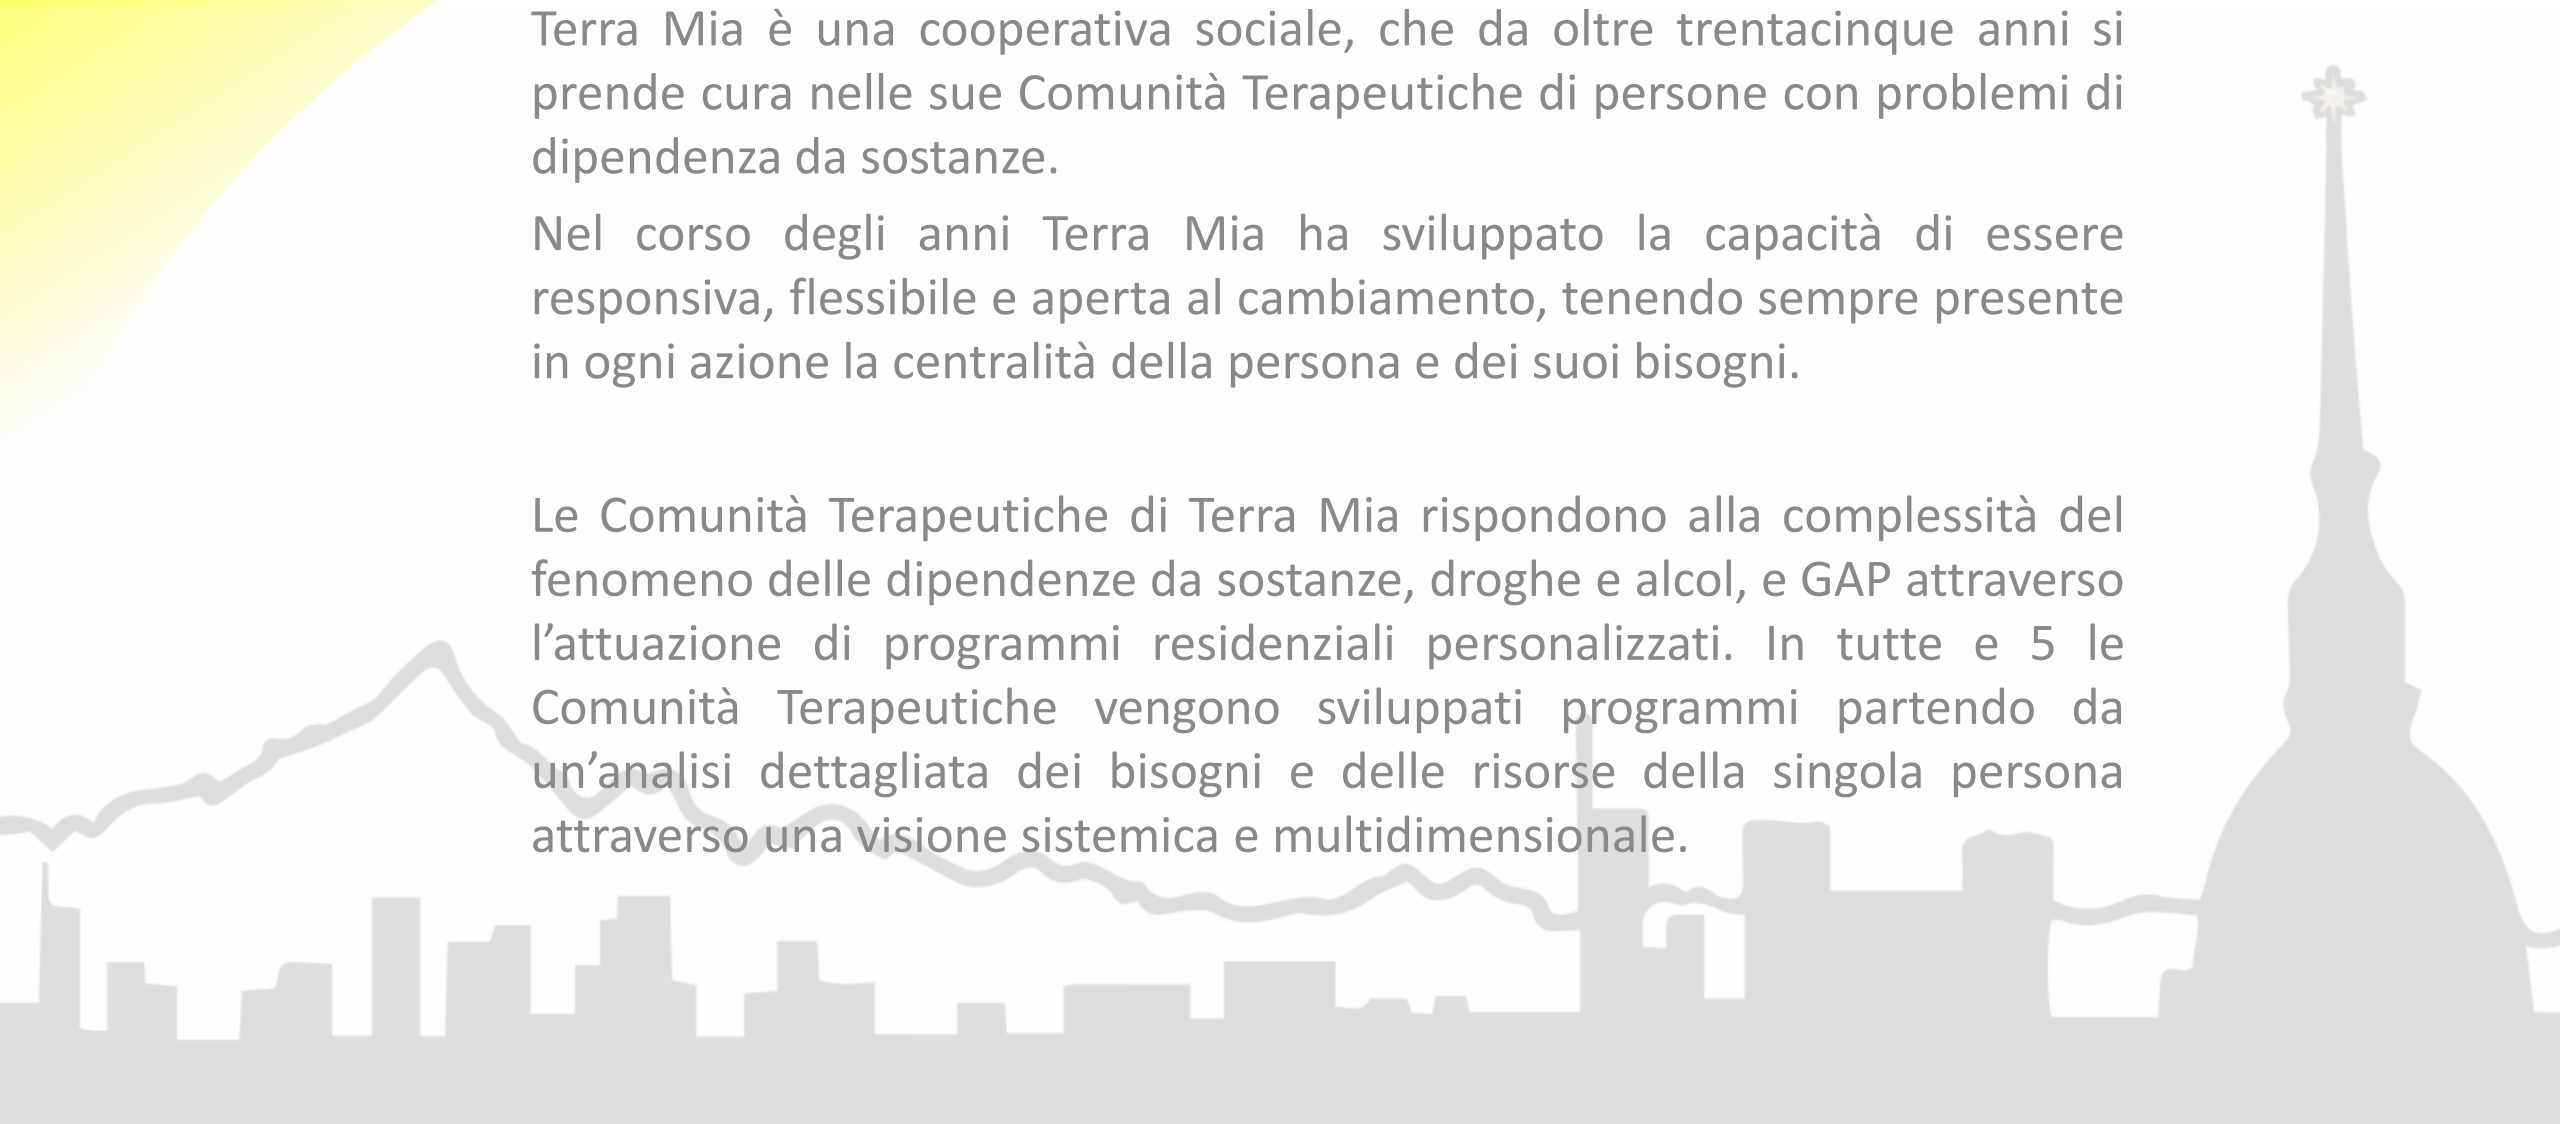 Terra Mia è una cooperativa sociale, che da oltre trentacinque anni si
prende cura nelle sue Comunità Terapeutiche di persone con problemi di
dipendenza da sostanze.
Nel corso degli anni Terra Mia ha sviluppato la capacità di essere
responsiva, flessibile e aperta al cambiamento, tenendo sempre presente
in ogni azione la centralità della persona e dei suoi bisogni.
Le Comunità Terapeutiche di Terra Mia rispondono alla complessità del
fenomeno delle dipendenze da sostanze, droghe e alcol, e GAP attraverso
l’attuazione di programmi residenziali personalizzati. In tutte e 5 le
Comunità Terapeutiche vengono sviluppati programmi partendo da
un’analisi dettagliata dei bisogni e delle risorse della singola persona
attraverso una visione sistemica e multidimensionale.